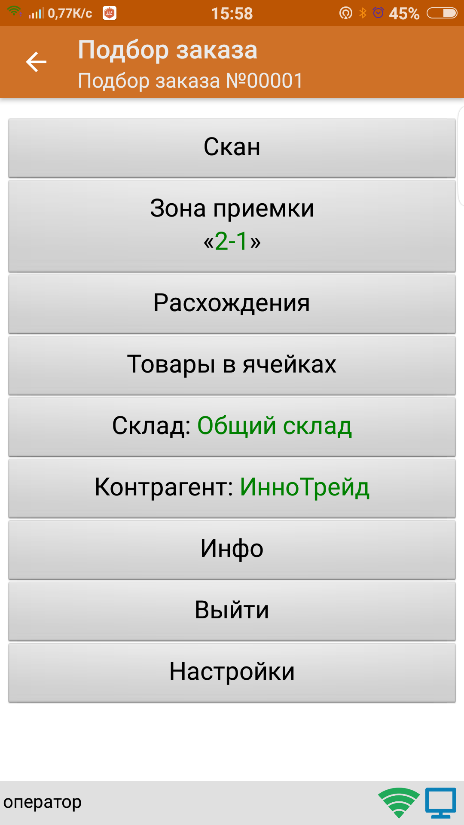 0,77K/c
15:58
45%
Подбор заказа
Подбор заказа №00001
Скан
Зона приемки
«2-1»
Расхождения
Товары в ячейках
Склад: Общий склад
Контрагент: ИнноТрейд
Инфо
Выйти
Настройки
оператор